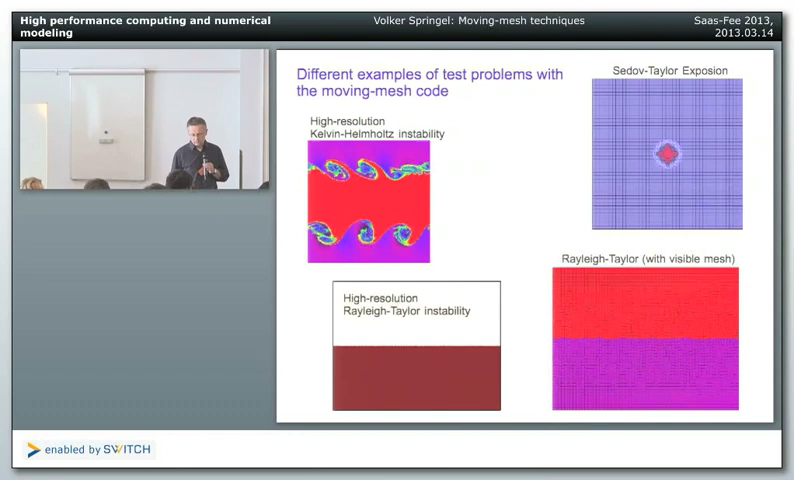 High performance computing and numerical
modeling
Volker Springel: Moving-mesh techniques
Saas-Fee 2013,
2013.03.14
Different examples of test problems with
the moving-mesh code
Sedov-Taylor Exposion
High-resolution
Kelvin-Helmholtz instability
Rayleigh-Taylor (with visible mesh)
High-resolution
Rayleigh-Taylor instability
enabled by SWITCH